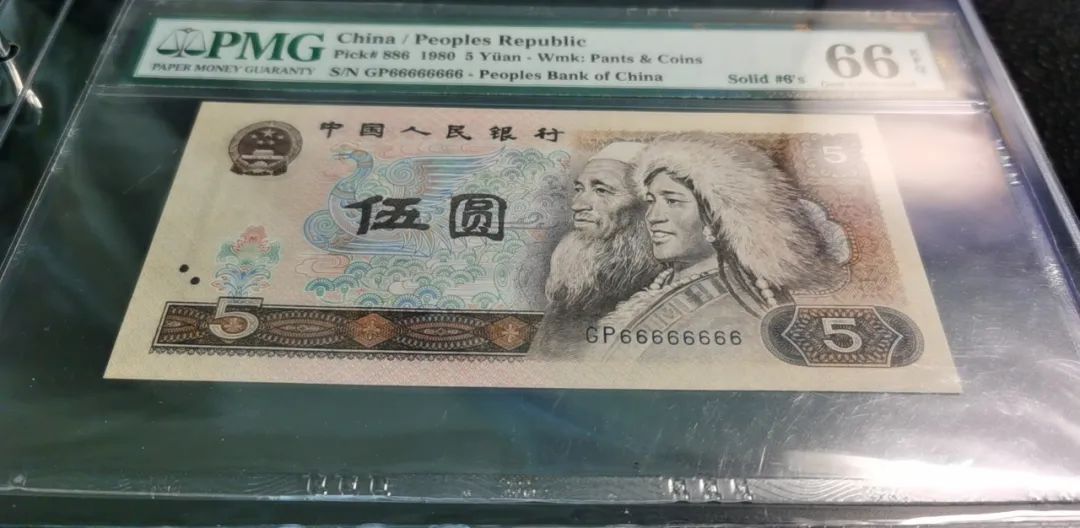 PMG
PAPER MONEY GUARANTY
China / Peoples Republic
Pick# 886 1980 5 Yüan - Wmk: Pants & Coins
S/N GP66666666 - Peoples Bank of China
Solid #6's
66
中国人民银行
伍圆
5
5
GP66666666
5